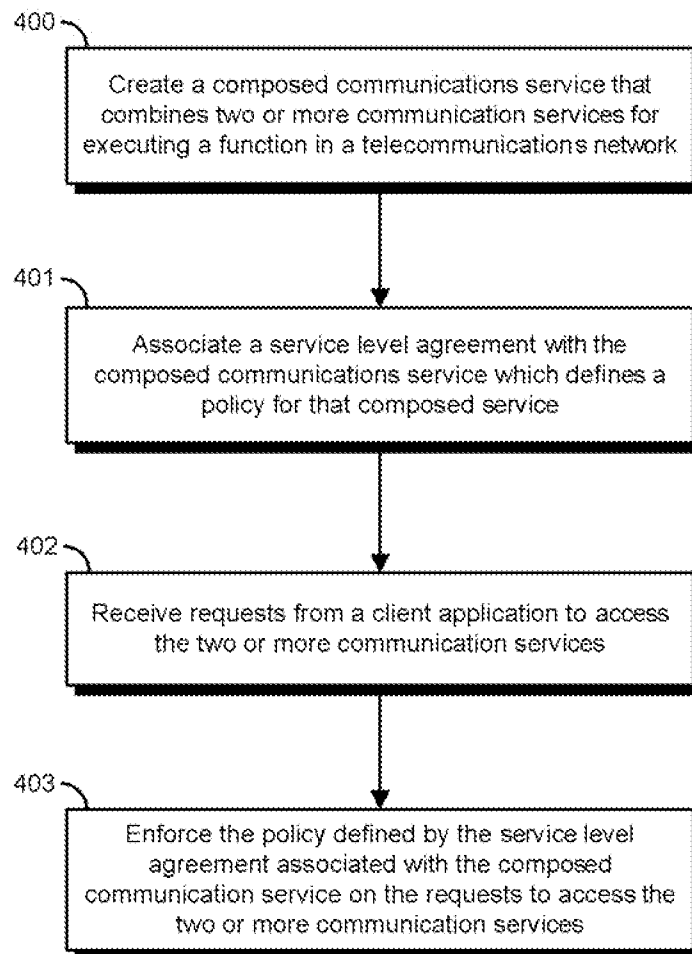 400
Create a composed communications service that
combines two or more communication services for
executing a function in a telecommunications network
401
Associate a service level agreement with the
composed communications service which defines a
policy for that composed service
402
Receive requests from a client application to access
the two or more communication services
403
Enforce the policy defined by the service level
agreement associated with the composed
communication service on the requests to access the
two or more communication services